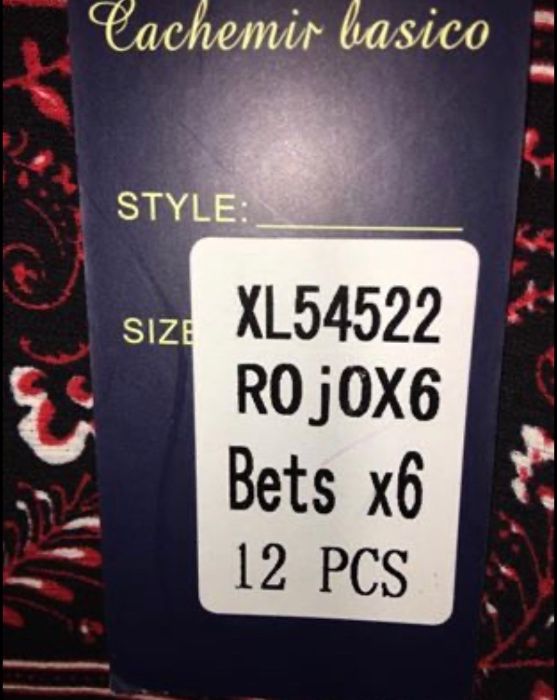 Cachemir basico
STYLE:
SIZE
XL54522
ROjOX6
Bets x6
12 PCS